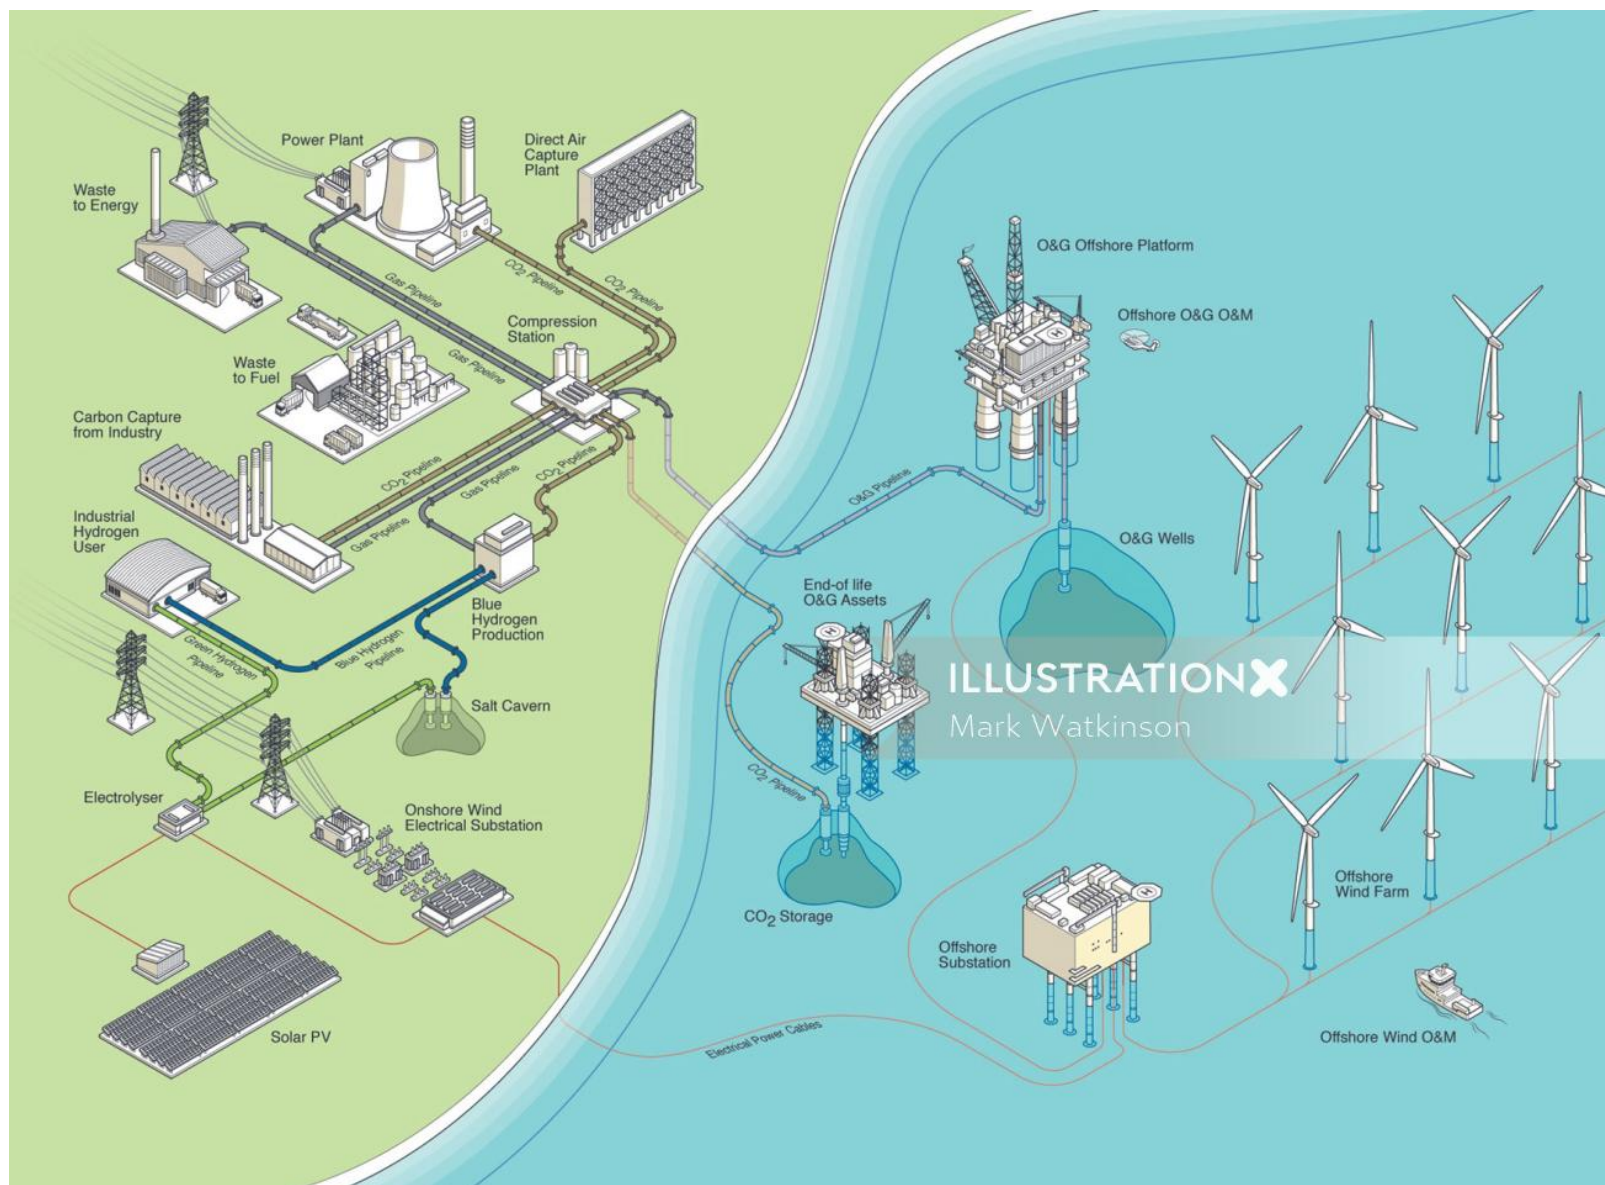 Power Plant
Direct Air
Capture
Plant
Waste
to Energy
Gas Pipeline
CO₂ Pipeline
CO₂ Pipeline
Compression
Station
Gas Pipeline
Waste
to Fuel
Carbon Capture
from Industry
CO₂ Pipeline
Gas Pipeline
CO₂ Pipeline
Gas Pipeline
Industrial
Hydrogen
User
Blue
Hydrogen
Production
Green Hydrogen
Pipeline
Blue Hydrogen
Pipeline
Salt Cavern
Electrolyser
Onshore Wind
Electrical Substation
Solar PV
O&G Offshore Platform
Offshore O&G O&M
O&G Pipeline
O&G Wells
End-of life
O&G Assets
ILLUSTRATIONX
Mark Watkinson
CO₂ Pipeline
CO₂ Storage
Offshore
Wind Farm
Offshore
Substation
Electrical Power Cables
Offshore Wind O&M
H
H
H